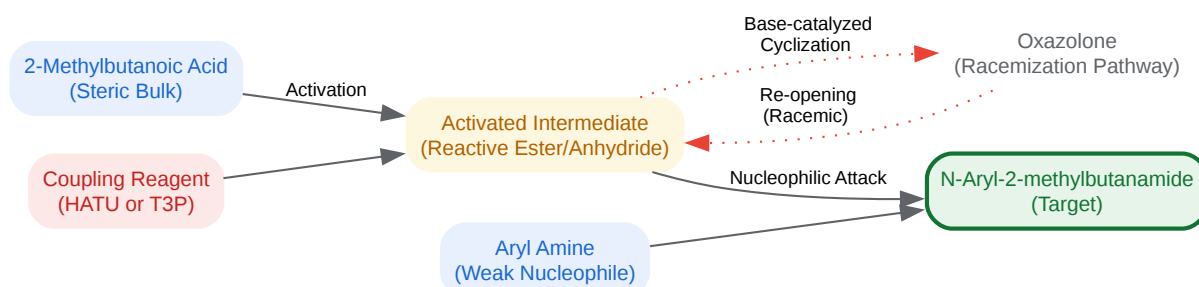 2-Methylbutanoic Acid
(Steric Bulk)
Activation
Coupling Reagent
(HATU or T3P)
Activated Intermediate
(Reactive Ester/Anhydride)
Base-catalyzed
Cyclization
Re-opening
(Racemic)
Oxazolone
(Racemization Pathway)
Nucleophilic Attack
N-Aryl-2-methylbutanamide
(Target)
Aryl Amine
(Weak Nucleophile)